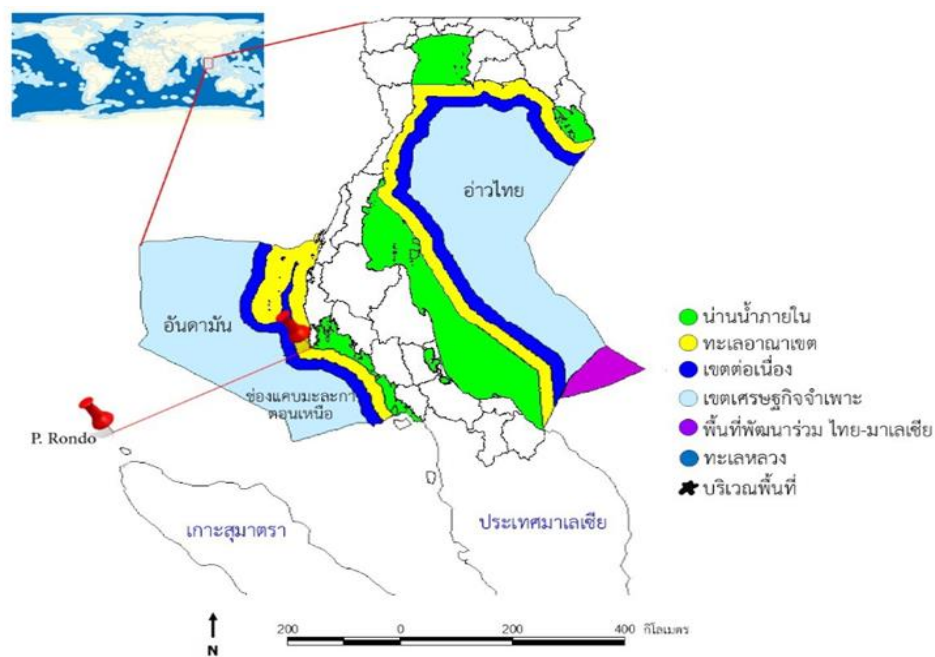 อ่าวไทย
อันดามัน
ช่องแคบมะละกา
ตอนเหนือ
P. Rondo
เกาะสุมาตรา
ประเทศมาเลเซีย
น่านน้ำภายใน
ทะเลอาณาเขต
เขตต่อเนื่อง
เขตเศรษฐกิจจำเพาะ
พื้นที่พัฒนาร่วม ไทย-มาเลเซีย
ทะเลหลวง
บริเวณพื้นที่
N
200 0 200 400 กิโลเมตร